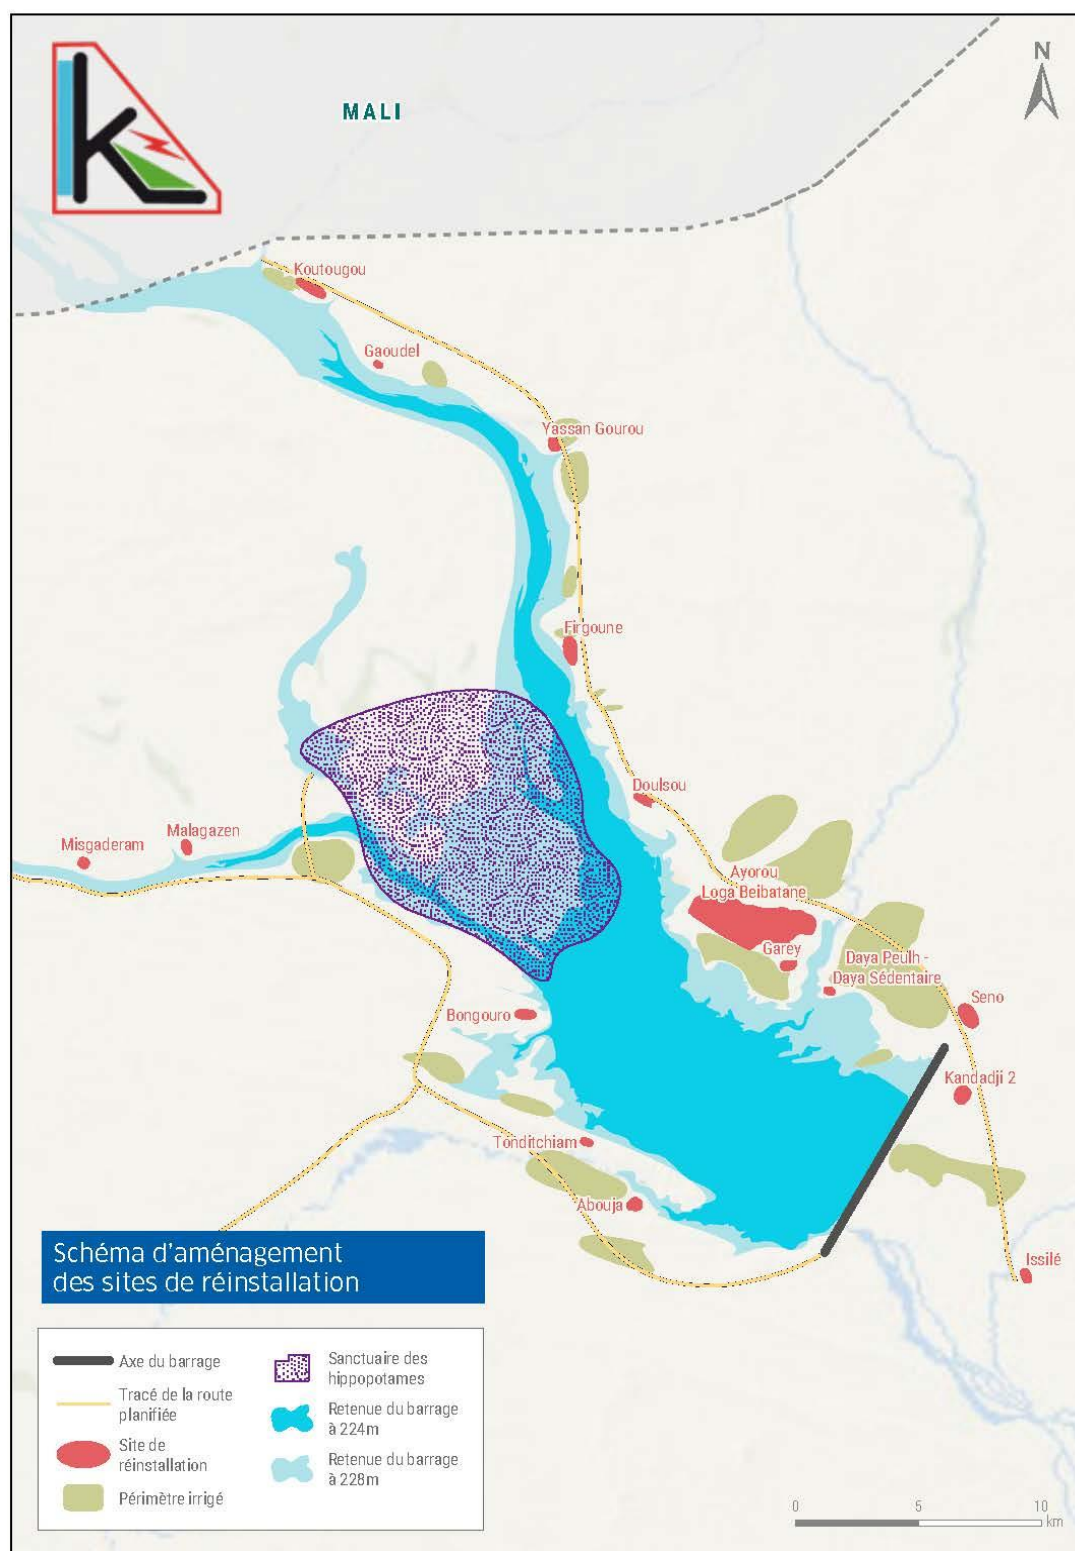 N
MALI
Koutougou
Gaoudel
Yassan Gourou
Firgoune
Doulsou
Misgaderam
Malagazen
Ayorou
Loga Beibatane
Garey
Daya Peulh -
Daya Sédentaire
Seno
Bongouro
Kandadji 2
Tonditchiam
Abouja
Issilé
Schéma d'aménagement
des sites de réinstallation
Axe du barrage
Tracé de la route
planifiée
Site de
réinstallation
Périmètre irrigé
Sanctuaire des
hippopotames
Retenue du barrage
à 224m
Retenue du barrage
à 228m
0 5 10
km